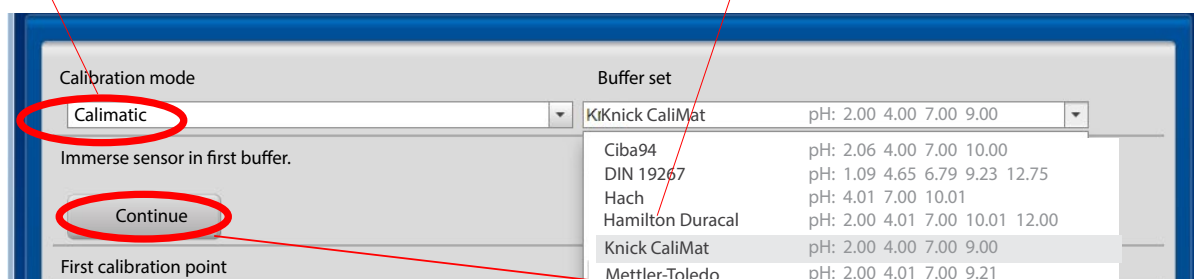 Calibration mode
Buffer set
Calimatic
KrKnick CaliMat pH: 2.00 4.00 7.00 9.00
Immerse sensor in first buffer.
Continue
First calibration point
Ciba94 pH: 2.06 4.00 7.00 10.00
DIN 19267 pH: 1.09 4.65 6.79 9.23 12.75
Hach pH: 4.01 7.00 10.01
Hamilton Duracal pH: 2.00 4.01 7.00 10.01 12.00
Knick CaliMat pH: 2.00 4.00 7.00 9.00
Mettler-Toledo pH: 2.00 4.01 7.00 9.21